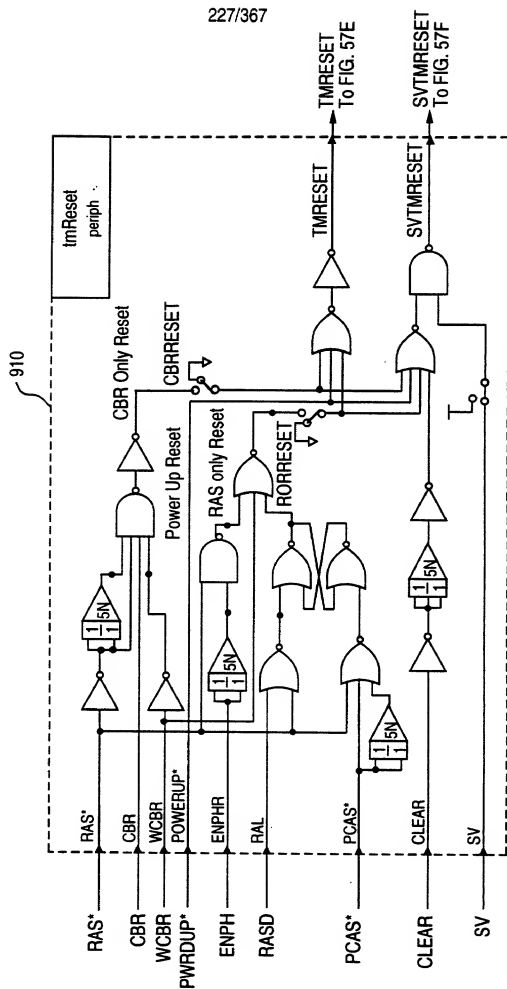 227/367
910
tmReset
periph
RAS*
CBR
WCBR
PWRDUP*
ENPH
RASD
PCAS*
CLEAR
SV
RAS*
CBR
WCBR
POWERUP*
ENPHR
RAL
PCAS*
CLEAR
SV
1
1
5N
1
1
5N
1
1
5N
1
1
5N
CBR Only Reset
CBRRESET
Power Up Reset
RAS only Reset
RORRESET
TMRESET
SVTMRESET
TMRESET
To FIG. 57E
SVTMRESET
To FIG. 57F